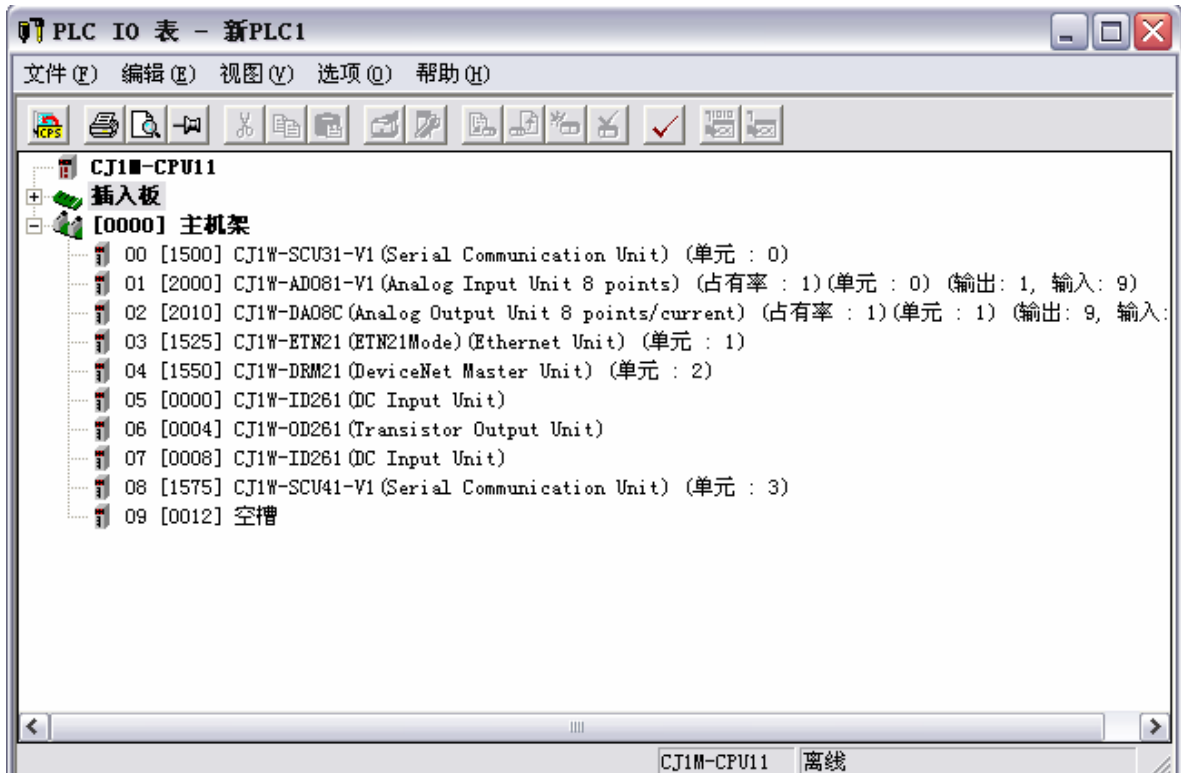 PLC IO 表 - 新PLC1
文件(F) 编辑(E) 视图(V) 选项(O) 帮助(H)
CPS
CJ1M-CPU11
插入板
[0000] 主机架
00 [1500] CJ1W-SCU31-V1(Serial Communication Unit) (单元 : 0)
01 [2000] CJ1W-AD081-V1(Analog Input Unit 8 points) (占有率 : 1)(单元 : 0) (输出: 1, 输入: 9)
02 [2010] CJ1W-DA08C(Analog Output Unit 8 points/current) (占有率 : 1)(单元 : 1) (输出: 9, 输入:
03 [1525] CJ1W-ETN21(ETN21Mode)(Ethernet Unit) (单元 : 1)
04 [1550] CJ1W-DRM21(DeviceNet Master Unit) (单元 : 2)
05 [0000] CJ1W-ID261(DC Input Unit)
06 [0004] CJ1W-OD261(Transistor Output Unit)
07 [0008] CJ1W-ID261(DC Input Unit)
08 [1575] CJ1W-SCU41-V1(Serial Communication Unit) (单元 : 3)
09 [0012] 空槽
CJ1M-CPU11 离线